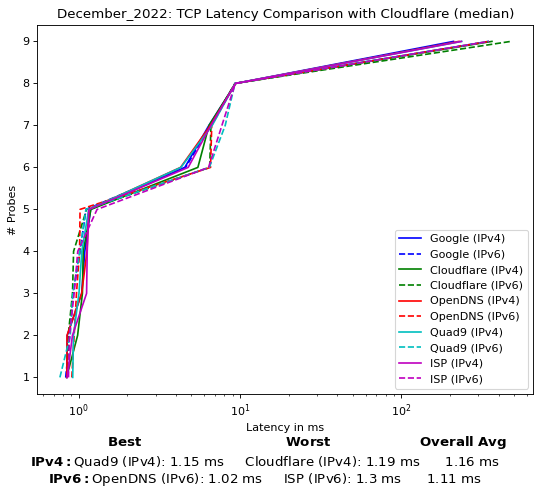 December_2022: TCP Latency Comparison with Cloudflare (median)
9
8
7
6
5
4
3
2
1
# Probes
Google (IPv4)
Google (IPv6)
Cloudflare (IPv4)
Cloudflare (IPv6)
OpenDNS (IPv4)
OpenDNS (IPv6)
Quad9 (IPv4)
Quad9 (IPv6)
ISP (IPv4)
ISP (IPv6)
10⁰ 10¹ 10²
Latency in ms
Best Worst Overall Avg
IPv4: Quad9 (IPv4): 1.15 ms Cloudflare (IPv4): 1.19 ms 1.16 ms
IPv6: OpenDNS (IPv6): 1.02 ms ISP (IPv6): 1.3 ms 1.11 ms